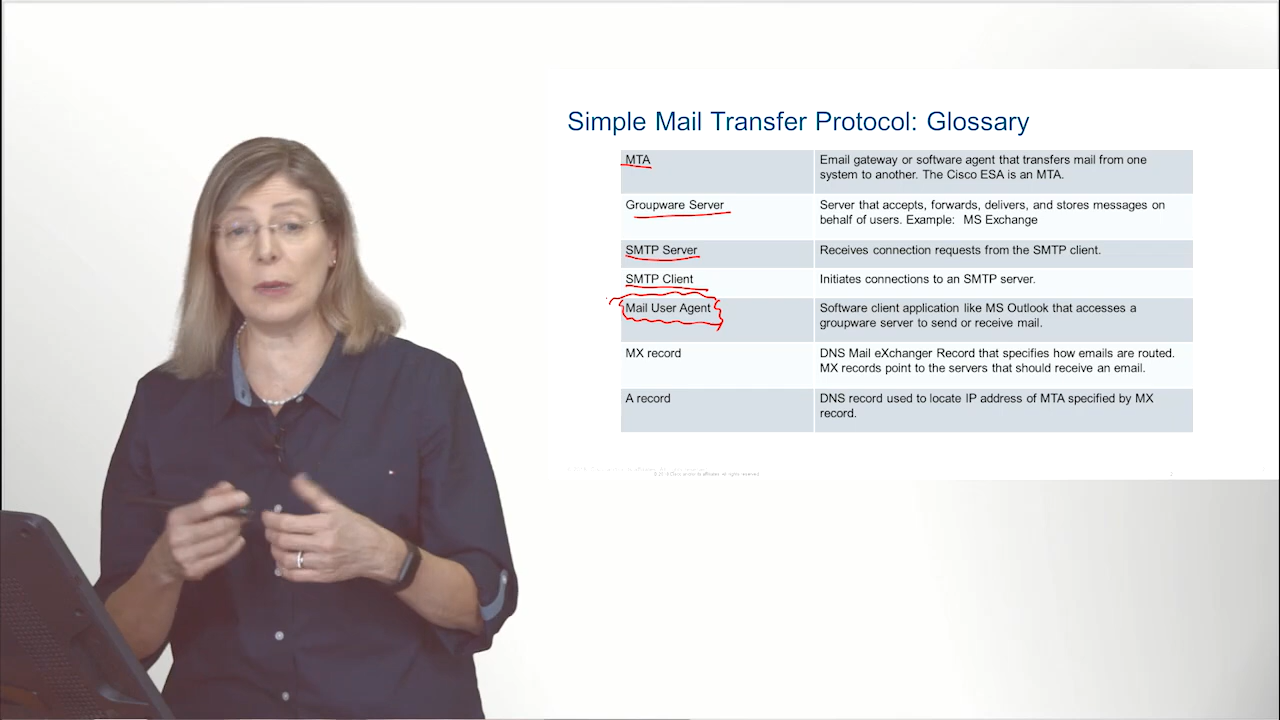 Simple Mail Transfer Protocol: Glossary
MTA
Email gateway or software agent that transfers mail from one
system to another. The Cisco ESA is an MTA.
Groupware Server
Server that accepts, forwards, delivers, and stores messages on
behalf of users. Example: MS Exchange
SMTP Server
Receives connection requests from the SMTP client.
SMTP Client
Initiates connections to an SMTP server.
Mail User Agent
Software client application like MS Outlook that accesses a
groupware server to send or receive mail.
MX record
DNS Mail eXchanger Record that specifies how emails are routed.
MX records point to the servers that should receive an email.
A record
DNS record used to locate IP address of MTA specified by MX
record.
All rights reserved.